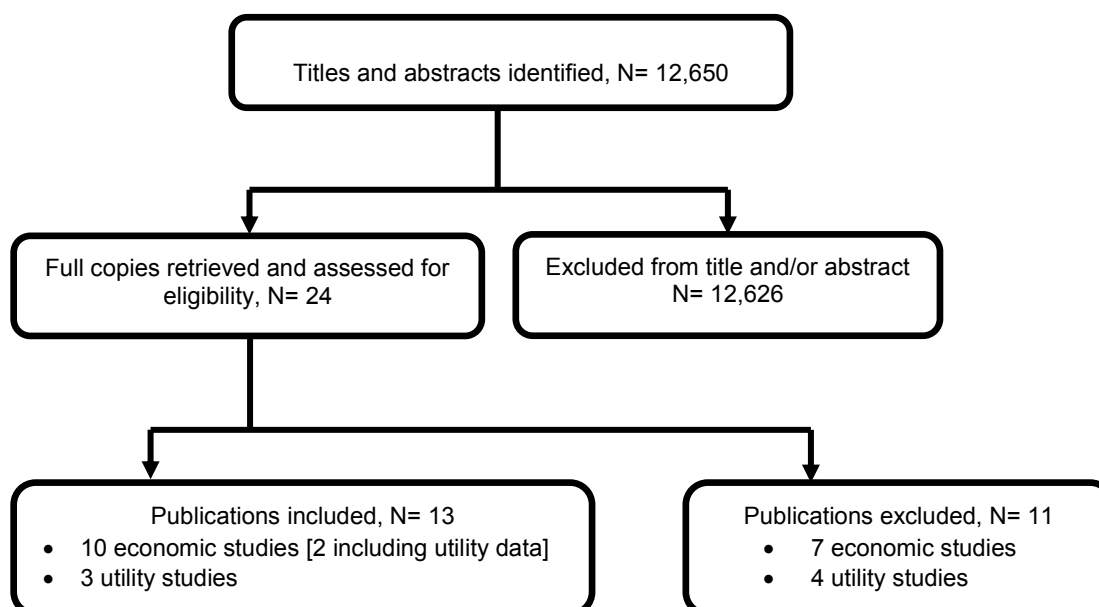 Titles and abstracts identified, N= 12,650
Full copies retrieved and assessed for
eligibility, N= 24
Excluded from title and/or abstract
N= 12,626
Publications included, N= 13
• 10 economic studies [2 including utility data]
• 3 utility studies
Publications excluded, N= 11
• 7 economic studies
• 4 utility studies